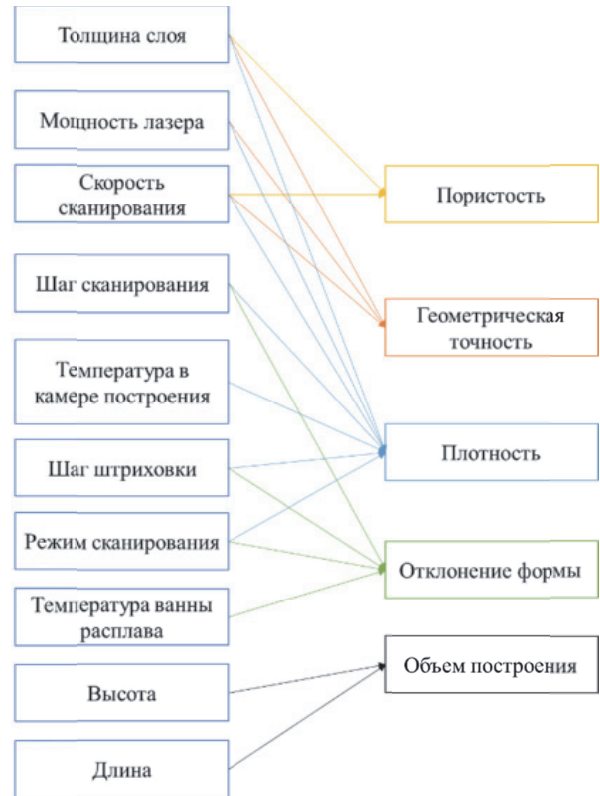 Толщина слоя
Мощность лазера
Скорость
сканирования
Шаг сканирования
Температура в
камере построения
Шаг штриховки
Режим сканирования
Температура ванны
расплава
Высота
Длина
Пористость
Геометрическая
точность
Плотность
Отклонение формы
Объем построения